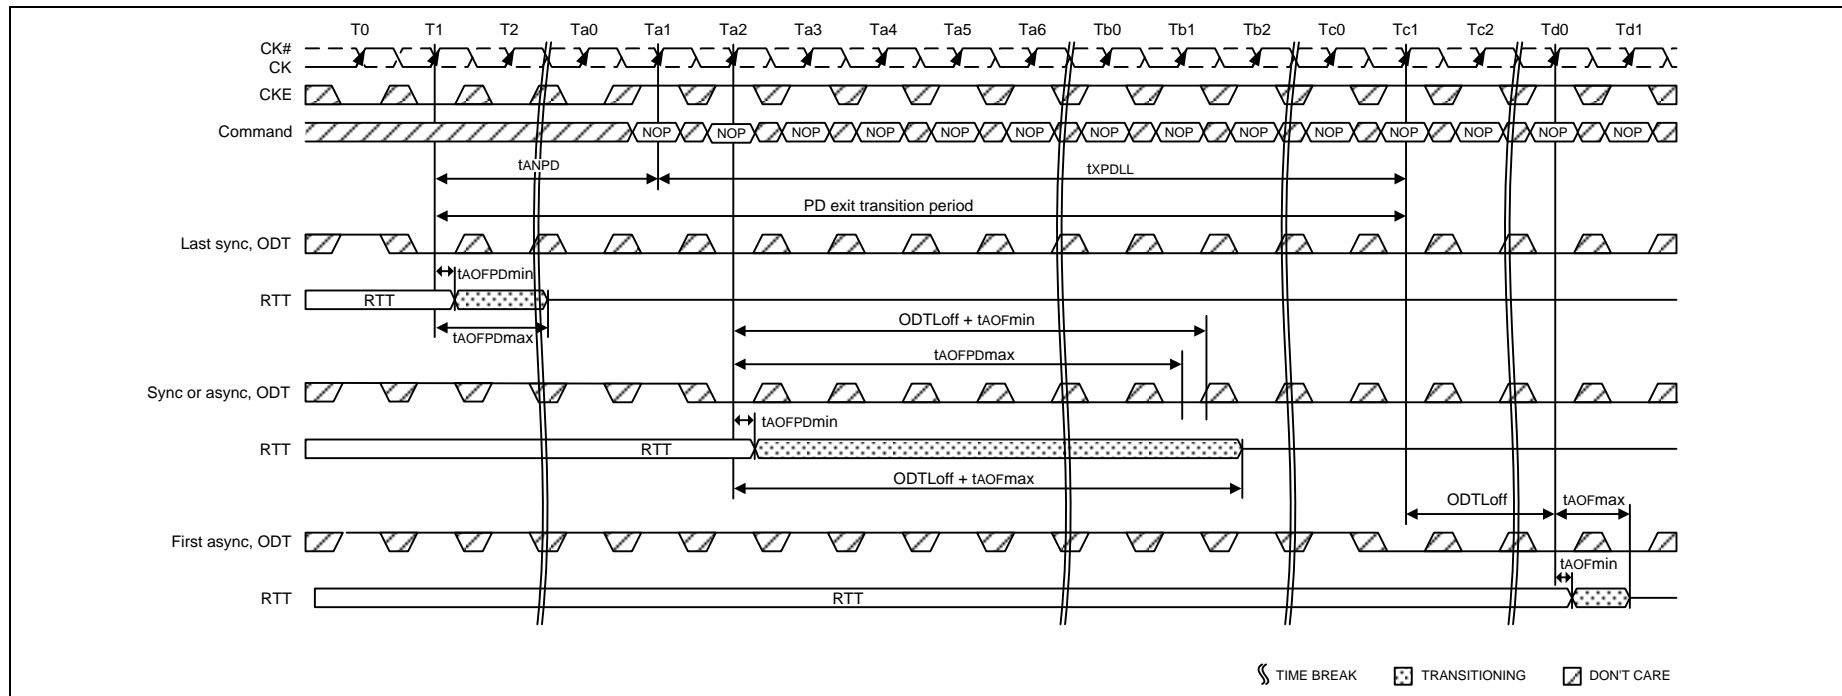 T0 T1 T2 Ta0 Ta1 Ta2 Ta3 Ta4 Ta5 Ta6 Tb0 Tb1 Tb2 Tc0 Tc1 Tc2 Td0 Td1
CK#
CK
CKE
Command NOP NOP NOP NOP NOP NOP NOP NOP NOP NOP NOP NOP NOP NOP
tANPD tXPDLL
PD exit transition period
Last sync, ODT
tAOFPDmin
RTT RTT
tAOFPDmax
ODTLoff + tAOFmin
tAOFPDmax
Sync or async, ODT
tAOFPDmin
RTT RTT
ODTLoff + tAOFmax
ODTLoff tAOFmax
First async, ODT
tAOFmin
RTT RTT
TIME BREAK TRANSITIONING DON'T CARE